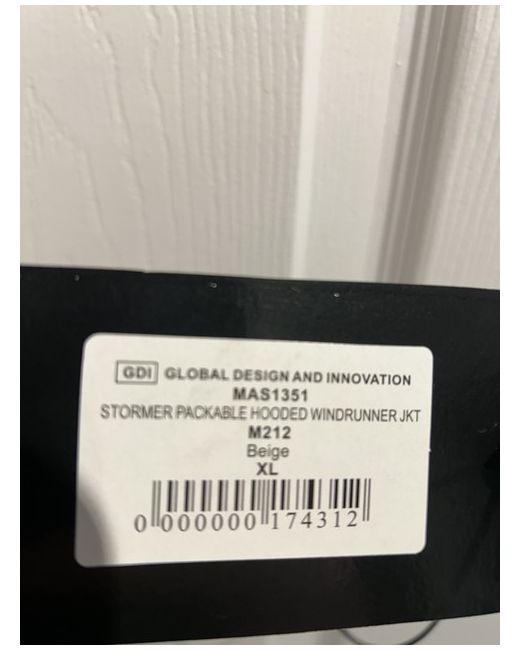 GDI GLOBAL DESIGN AND INNOVATION
MAS1351
STORMER PACKABLE HOODED WINDRUNNER JKT
M212
Beige
XL
0 000000 174312